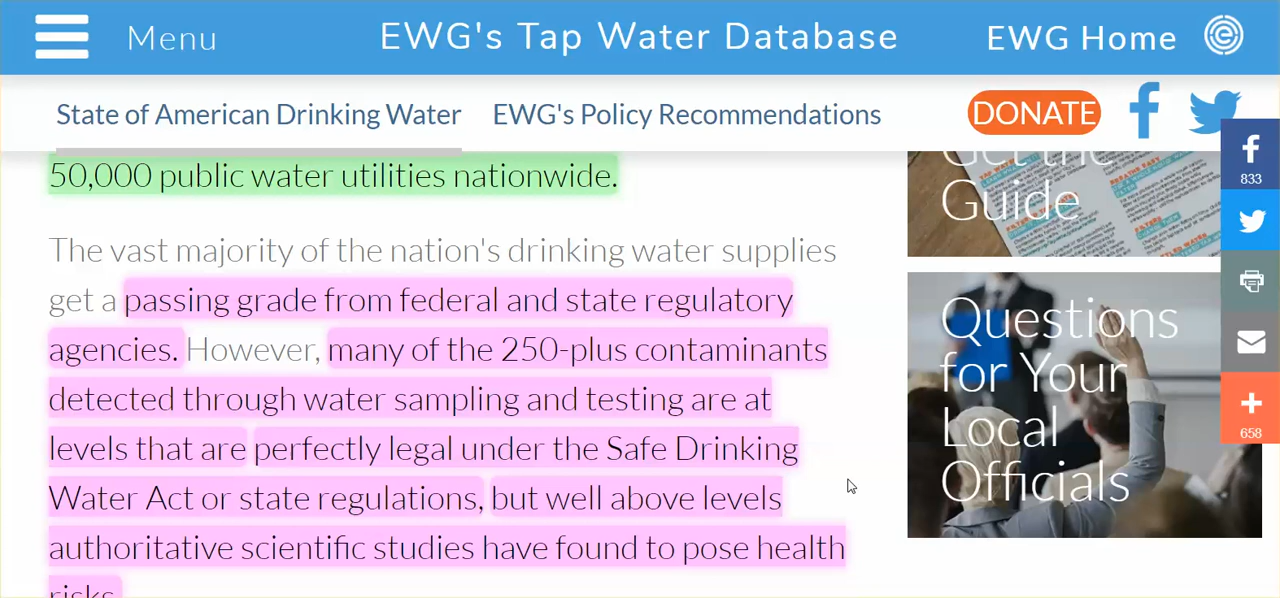 Menu
EWG's Tap Water Database
EWG Home
State of American Drinking Water
EWG's Policy Recommendations
DONATE
50,000 public water utilities nationwide.
The vast majority of the nation's drinking water supplies
get a passing grade from federal and state regulatory
agencies. However, many of the 250-plus contaminants
detected through water sampling and testing are at
levels that are perfectly legal under the Safe Drinking
Water Act or state regulations, but well above levels
authoritative scientific studies have found to pose health
risks.
Get the
Guide
Questions
for Your
Local
Officials
833
658